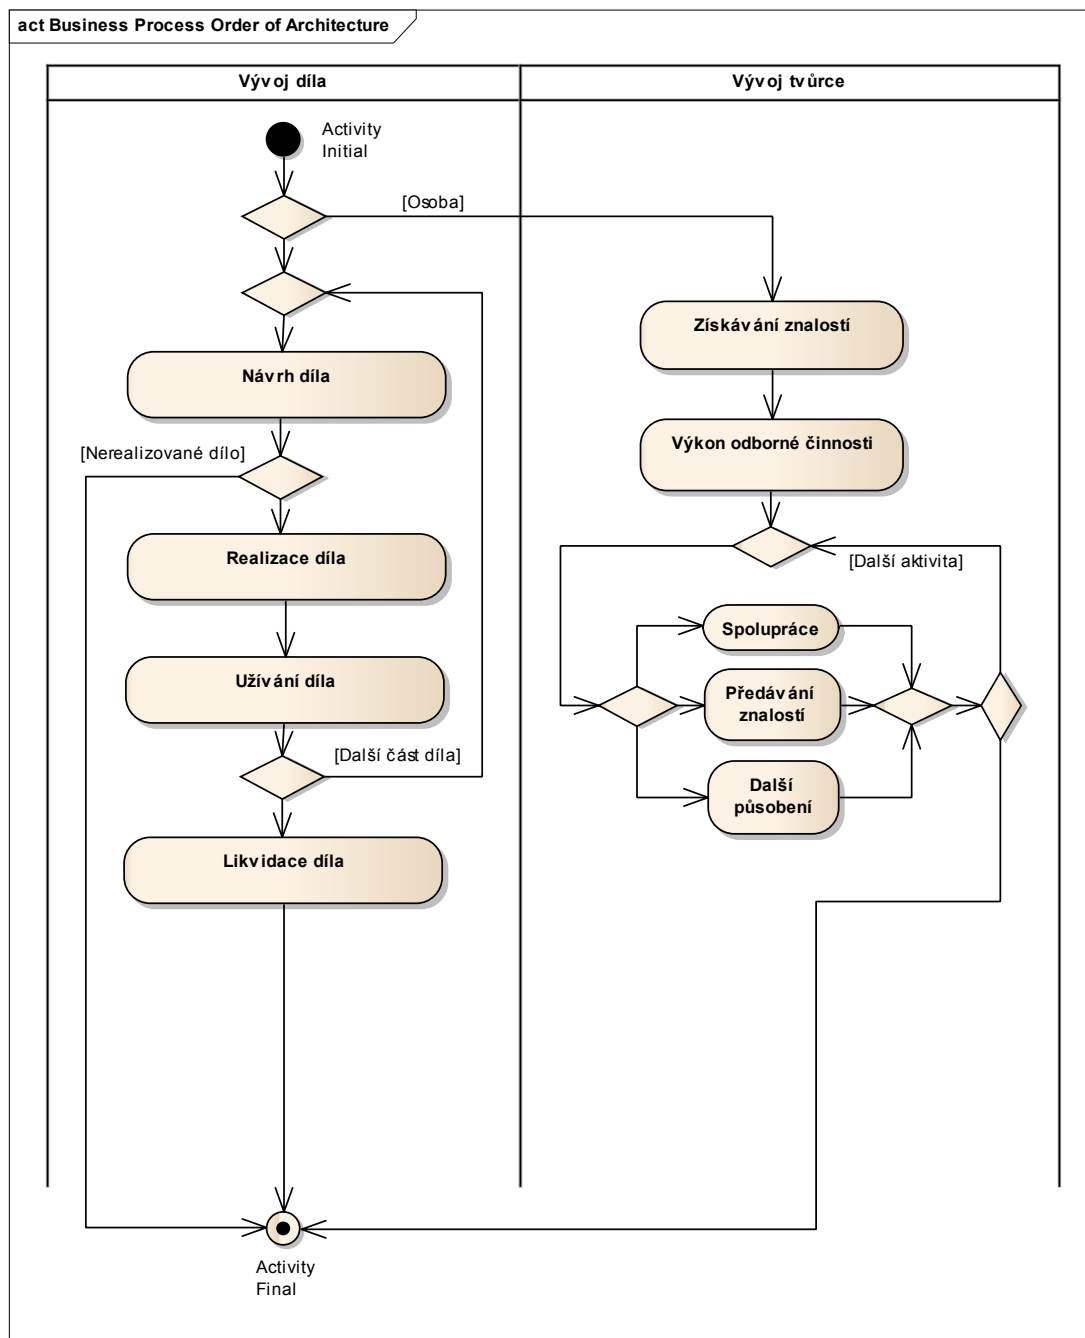 act Business Process Order of Architecture
Vývoj díla
Vývoj tvůrce
Activity
Initial
[Osoba]
Získávání znalostí
Návrh díla
Výkon odborné činnosti
[Nerealizované dílo]
Realizace díla
[Další aktivita]
Spolupráce
Užívání díla
Předávání
znalostí
[Další část díla]
Další
působení
Likvidace díla
Activity
Final